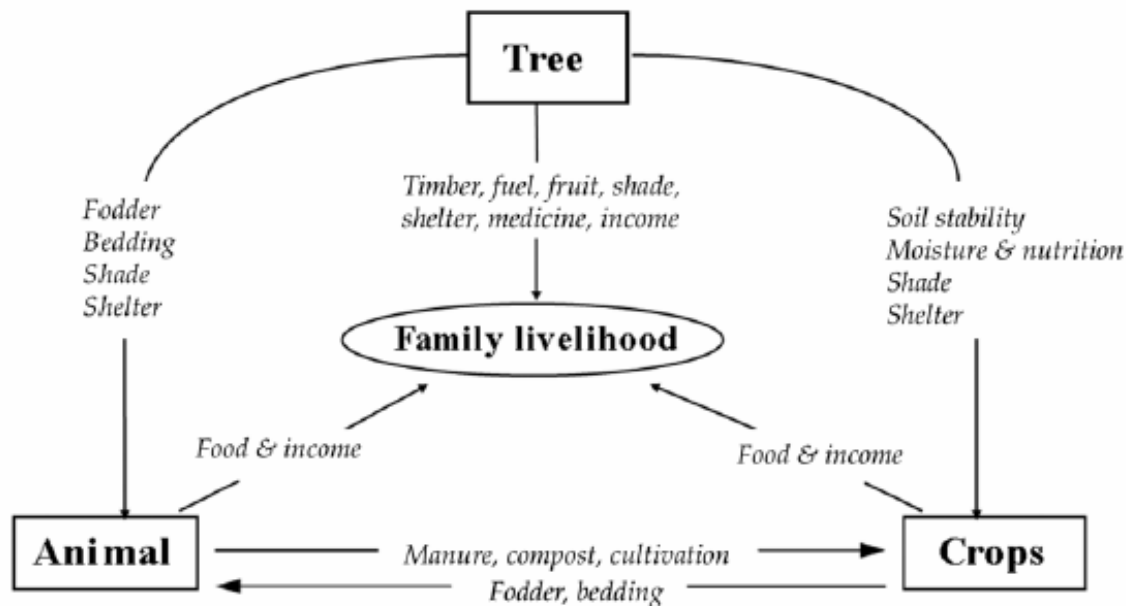 Tree
Timber, fuel, fruit, shade,
shelter, medicine, income
Fodder
Bedding
Shade
Shelter
Soil stability
Moisture & nutrition
Shade
Shelter
Family livelihood
Food & income
Food & income
Animal
Manure, compost, cultivation
Fodder, bedding
Crops